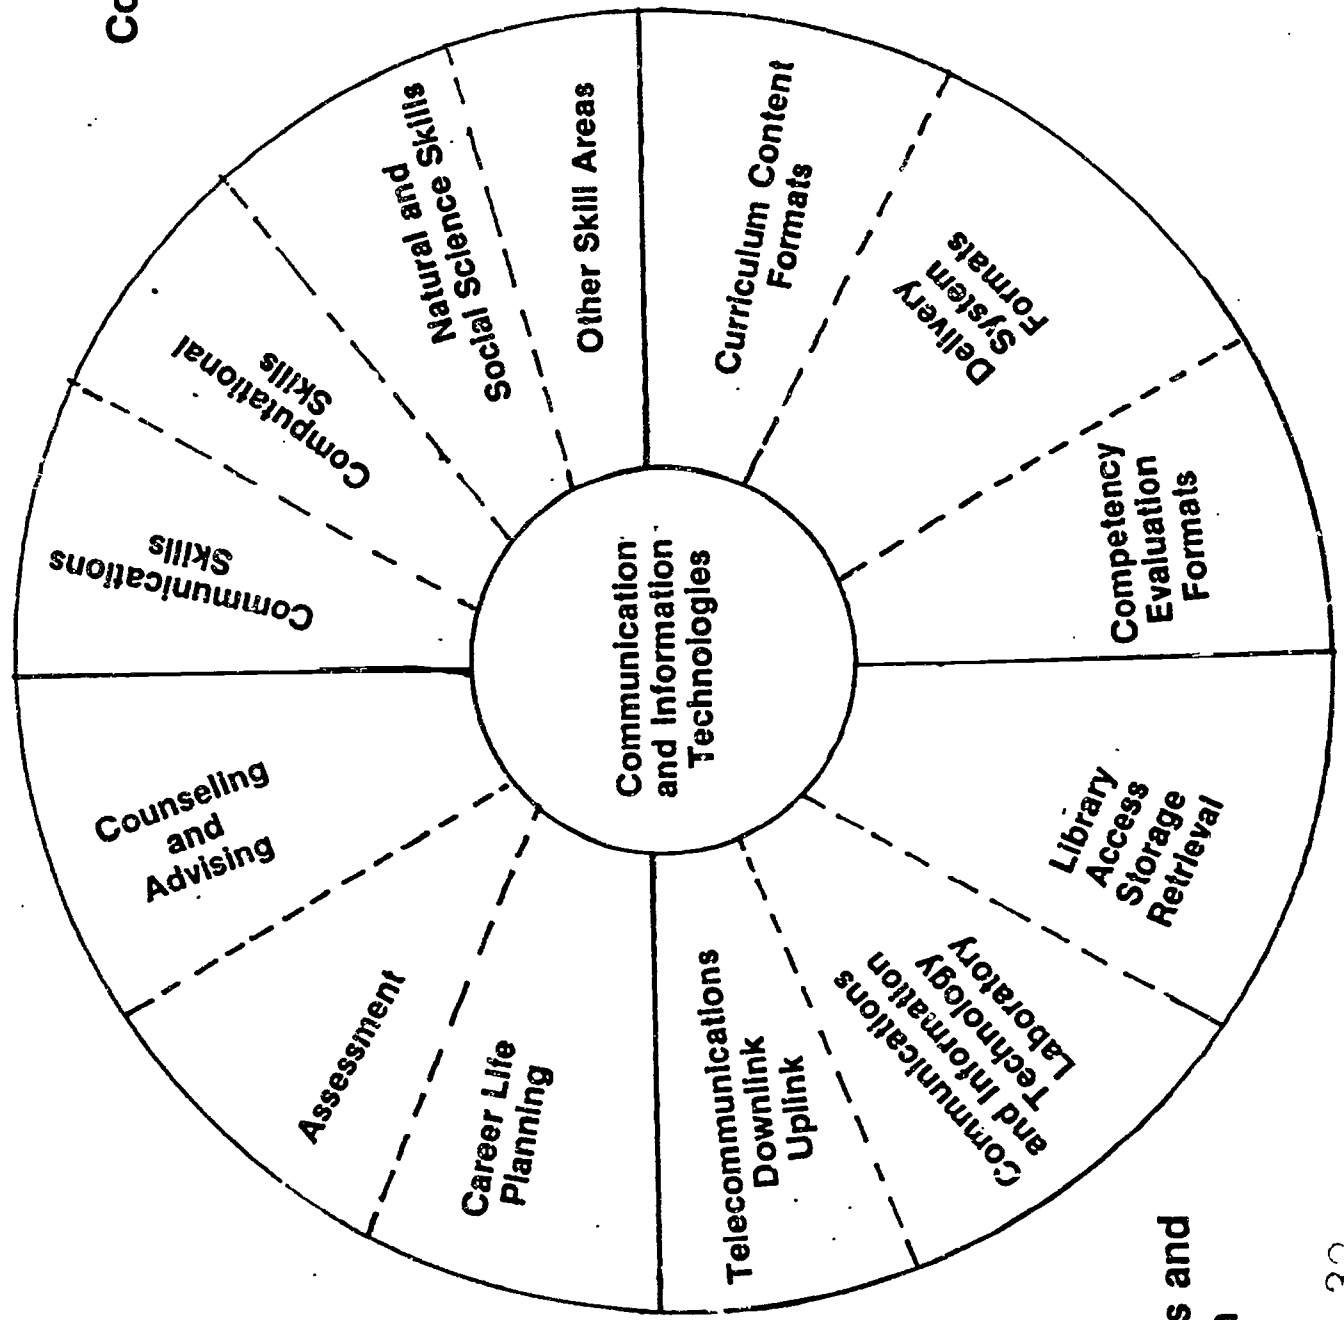 Co
Natural and
Social Science Skills
Other Skill Areas
Curriculum Content
Formats
Delivery
System
Formats
Computational
Skills
Communications
Skills
Competency
Evaluation
Formats
Communication
and Information
Technologies
Counseling
and
Advising
Library
Access
Storage
Retrieval
Assessment
Career Life
Planning
Telecommunications
Downlink
Uplink
Communications
and Information
Technology
Laboratory
s and